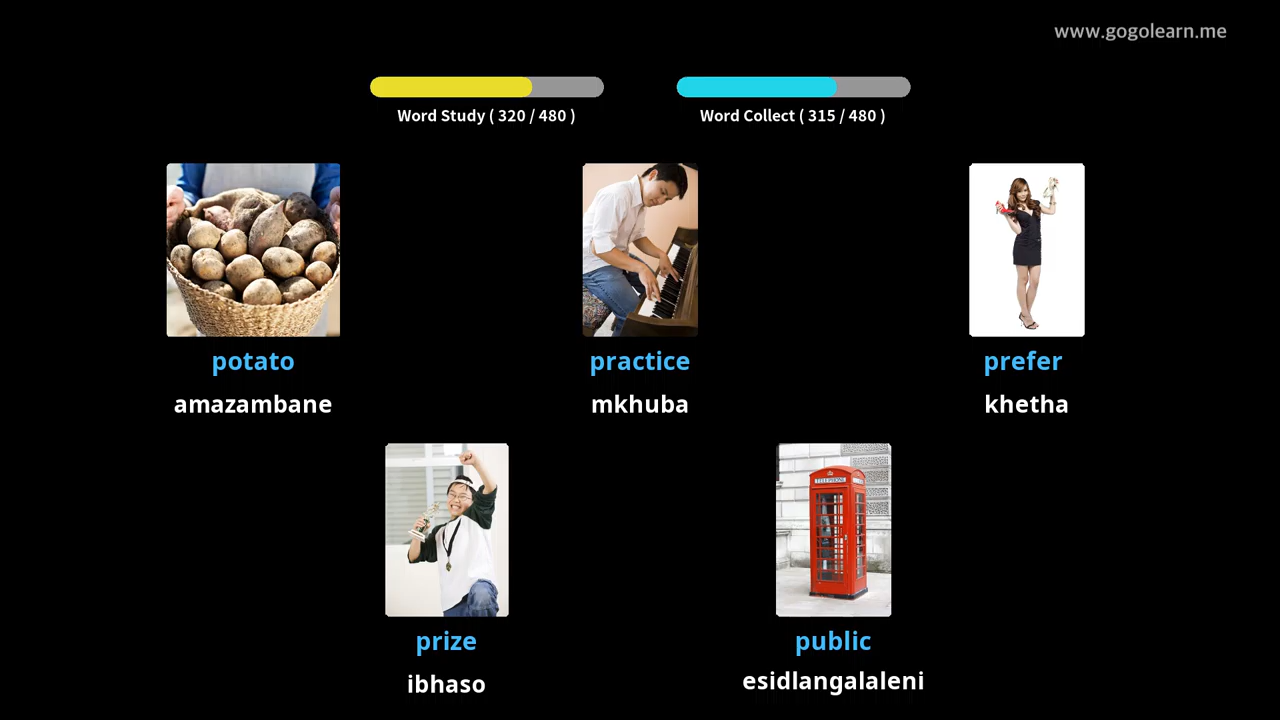 www.gogolearn.me
Word Study ( 320 / 480 )
Word Collect ( 315 / 480 )
potato
practice
prefer
amazambane
mkhuba
khetha
TELEPHONE
prize
public
ibhaso
esidlangalaleni